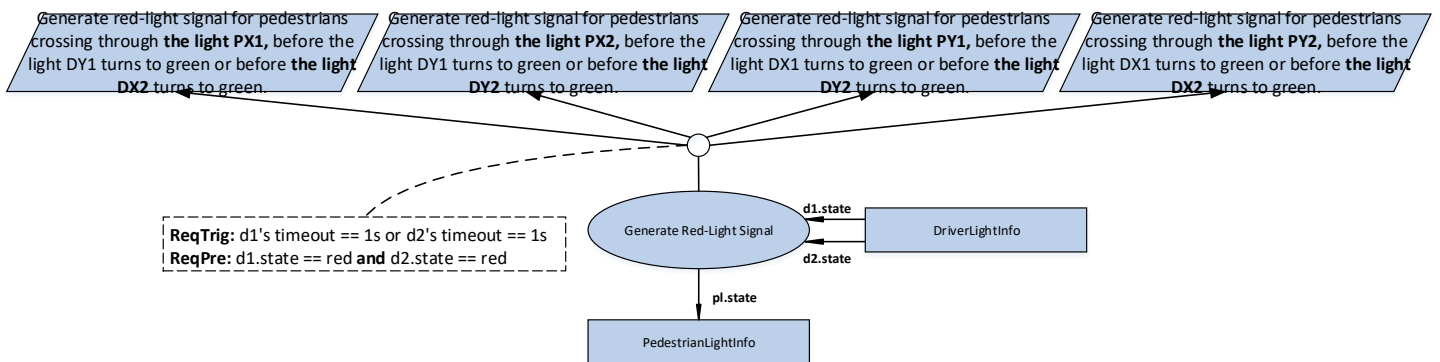 Generate red-light signal for pedestrians
crossing through the light PX1, before the
light DY1 turns to green or before the light
DX2 turns to green.
Generate red-light signal for pedestrians
crossing through the light PX2, before the
light DY1 turns to green or before the light
DY2 turns to green.
Generate red-light signal for pedestrians
crossing through the light PY1, before the
light DX1 turns to green or before the light
DY2 turns to green.
Generate red-light signal for pedestrians
crossing through the light PY2, before the
light DX1 turns to green or before the light
DX2 turns to green.
ReqTrig: d1's timeout == 1s or d2's timeout == 1s
ReqPre: d1.state == red and d2.state == red
Generate Red-Light Signal
d1.state
d2.state
DriverLightInfo
pl.state
PedestrianLightInfo